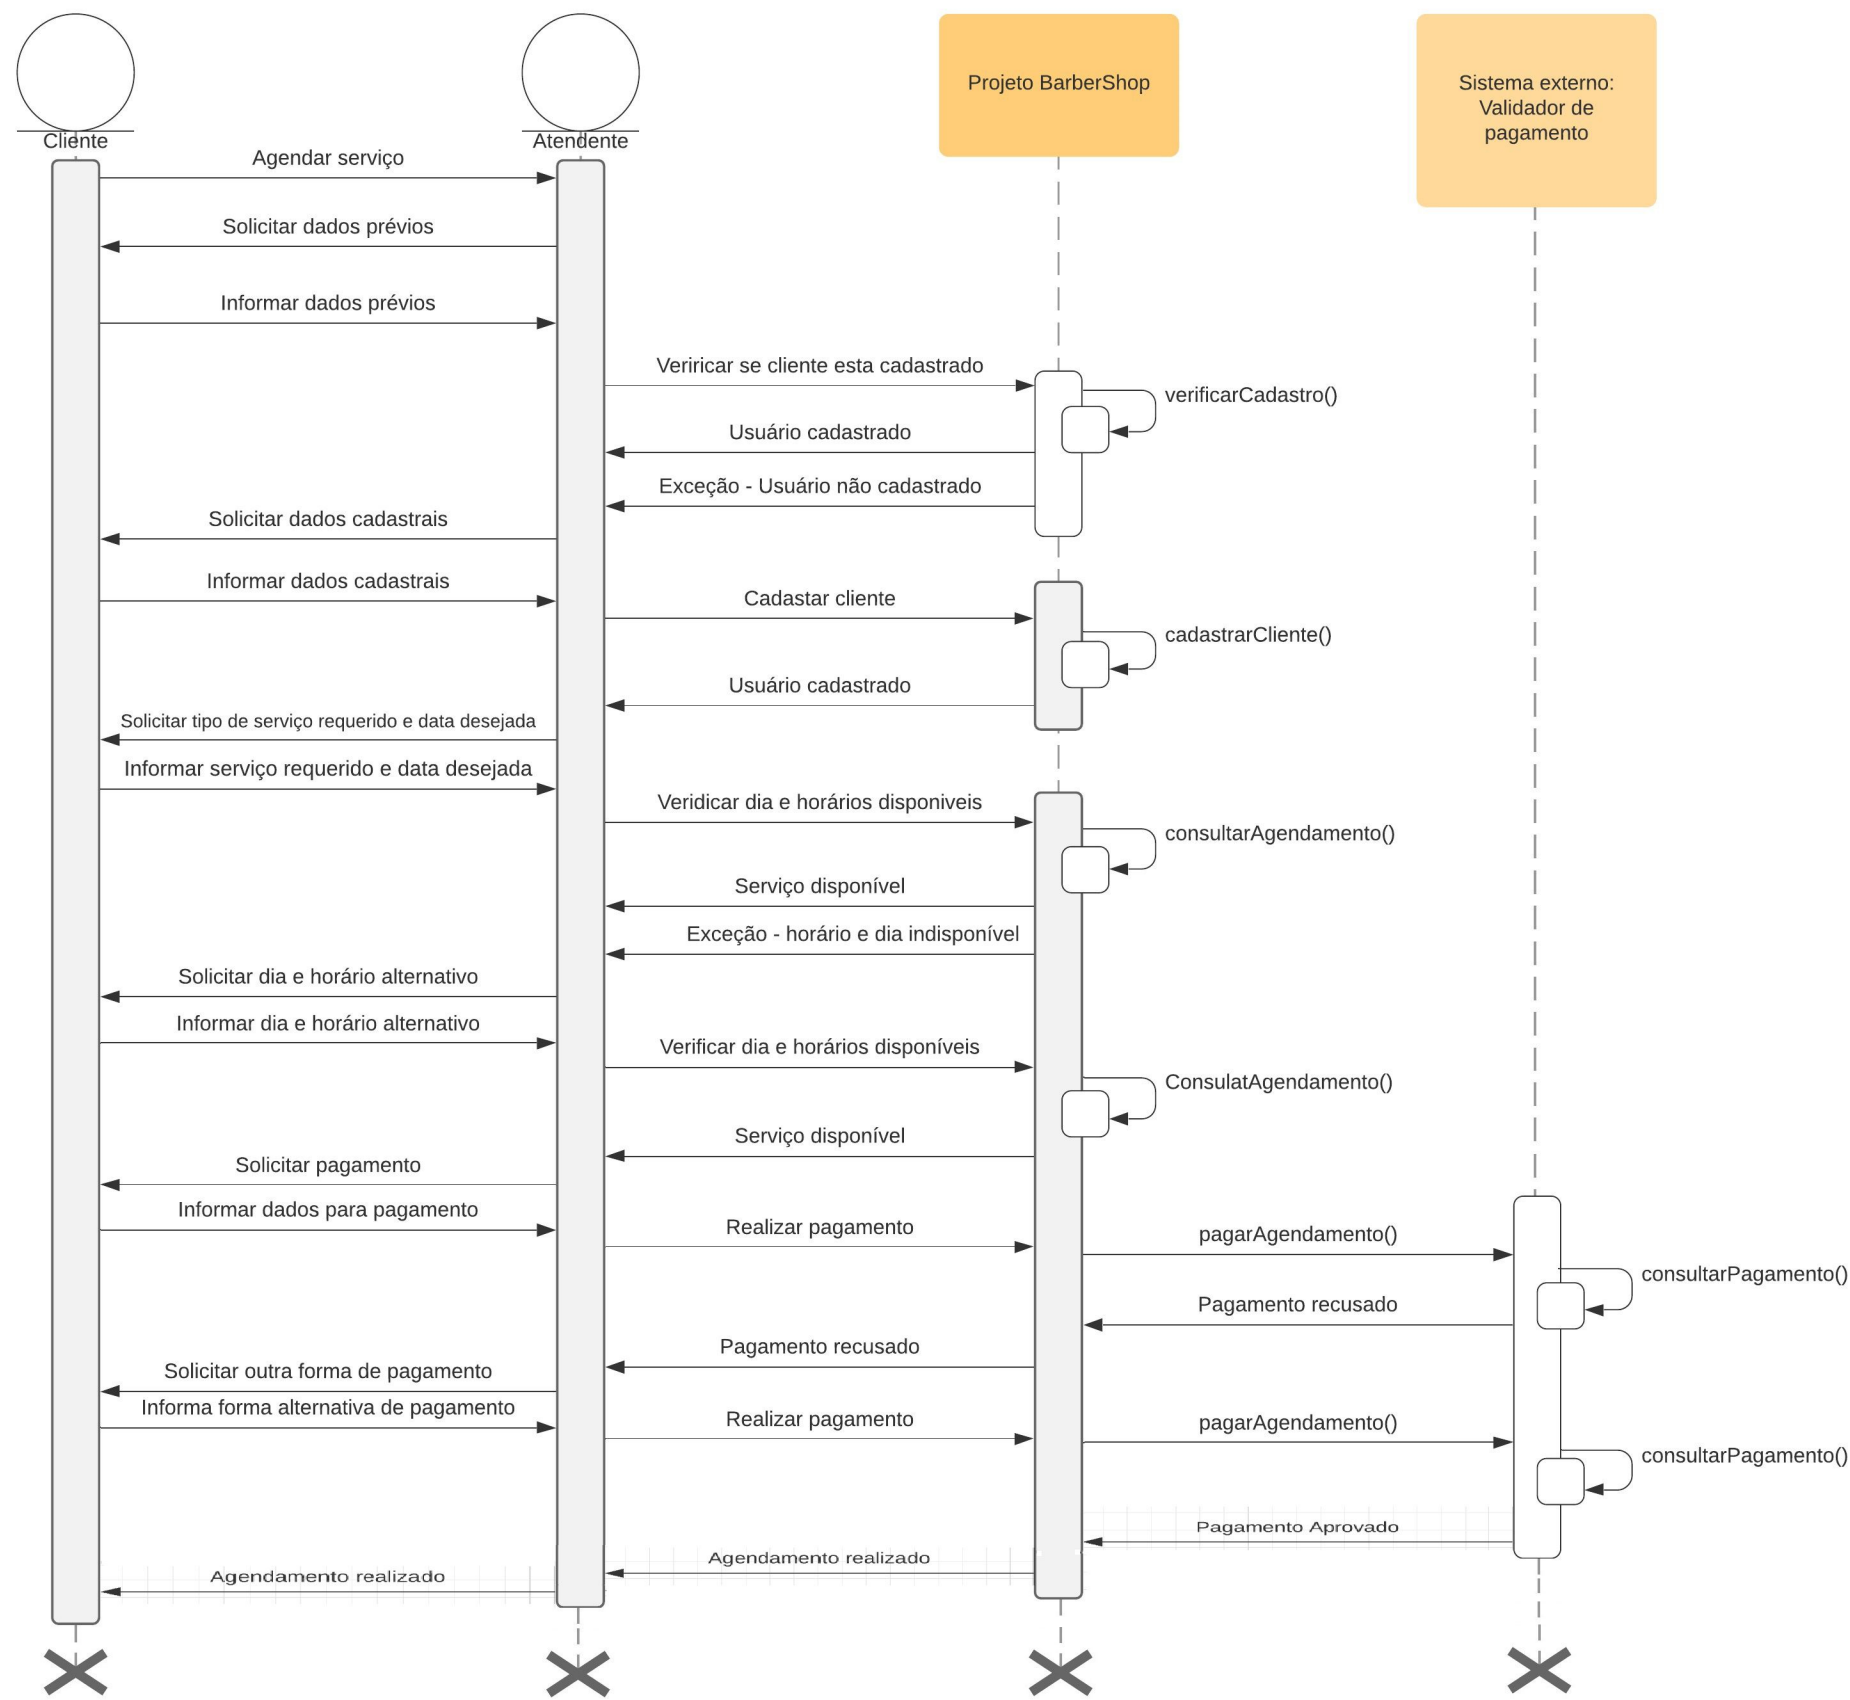 Projeto BarberShop
Sistema externo:
Validador de
pagamento
Cliente
Atendente
Agendar serviço
Solicitar dados prévios
Informar dados prévios
Veriricar se cliente esta cadastrado
verificarCadastro()
Usuário cadastrado
Exceção - Usuário não cadastrado
Solicitar dados cadastrais
Informar dados cadastrais
Cadastar cliente
cadastrarCliente()
Usuário cadastrado
Solicitar tipo de serviço requerido e data desejada
Informar serviço requerido e data desejada
Veridicar dia e horários disponiveis
consultarAgendamento()
Serviço disponível
Exceção - horário e dia indisponível
Solicitar dia e horário alternativo
Informar dia e horário alternativo
Verificar dia e horários disponíveis
ConsulatAgendamento()
Serviço disponível
Solicitar pagamento
Informar dados para pagamento
Realizar pagamento
pagarAgendamento()
consultarPagamento()
Pagamento recusado
Pagamento recusado
Solicitar outra forma de pagamento
Informa forma alternativa de pagamento
Realizar pagamento
pagarAgendamento()
consultarPagamento()
Pagamento Aprovado
Agendamento realizado
Agendamento realizado